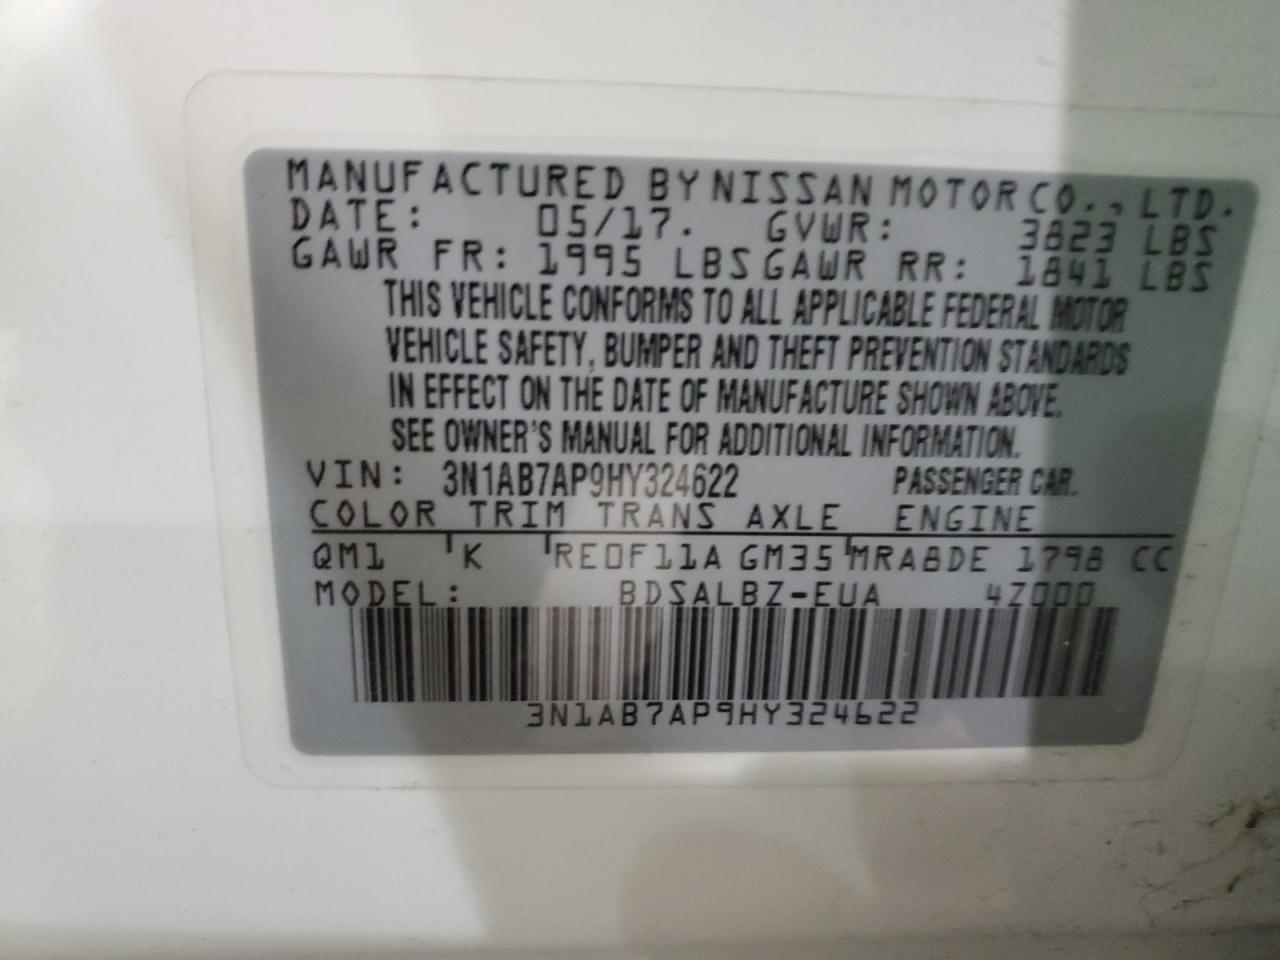 MANUFACTURED BY NISSAN MOTOR CO., LTD.
DATE: 05/17. GVWR: 3823 LBS
GAWR FR: 1995 LBS GAWR RR: 1841 LBS
THIS VEHICLE CONFORMS TO ALL APPLICABLE FEDERAL MOTOR
VEHICLE SAFETY, BUMPER AND THEFT PREVENTION STANDARDS
IN EFFECT ON THE DATE OF MANUFACTURE SHOWN ABOVE.
SEE OWNER'S MANUAL FOR ADDITIONAL INFORMATION.
VIN: 3N1AB7AP9HY324622 PASSENGER CAR.
COLOR TRIM TRANS AXLE ENGINE
QM1 K RE0F11A GM35 MRA8DE 1798 CC
MODEL: BDSALBZ-EUA 4Z000
3N1AB7AP9HY324622